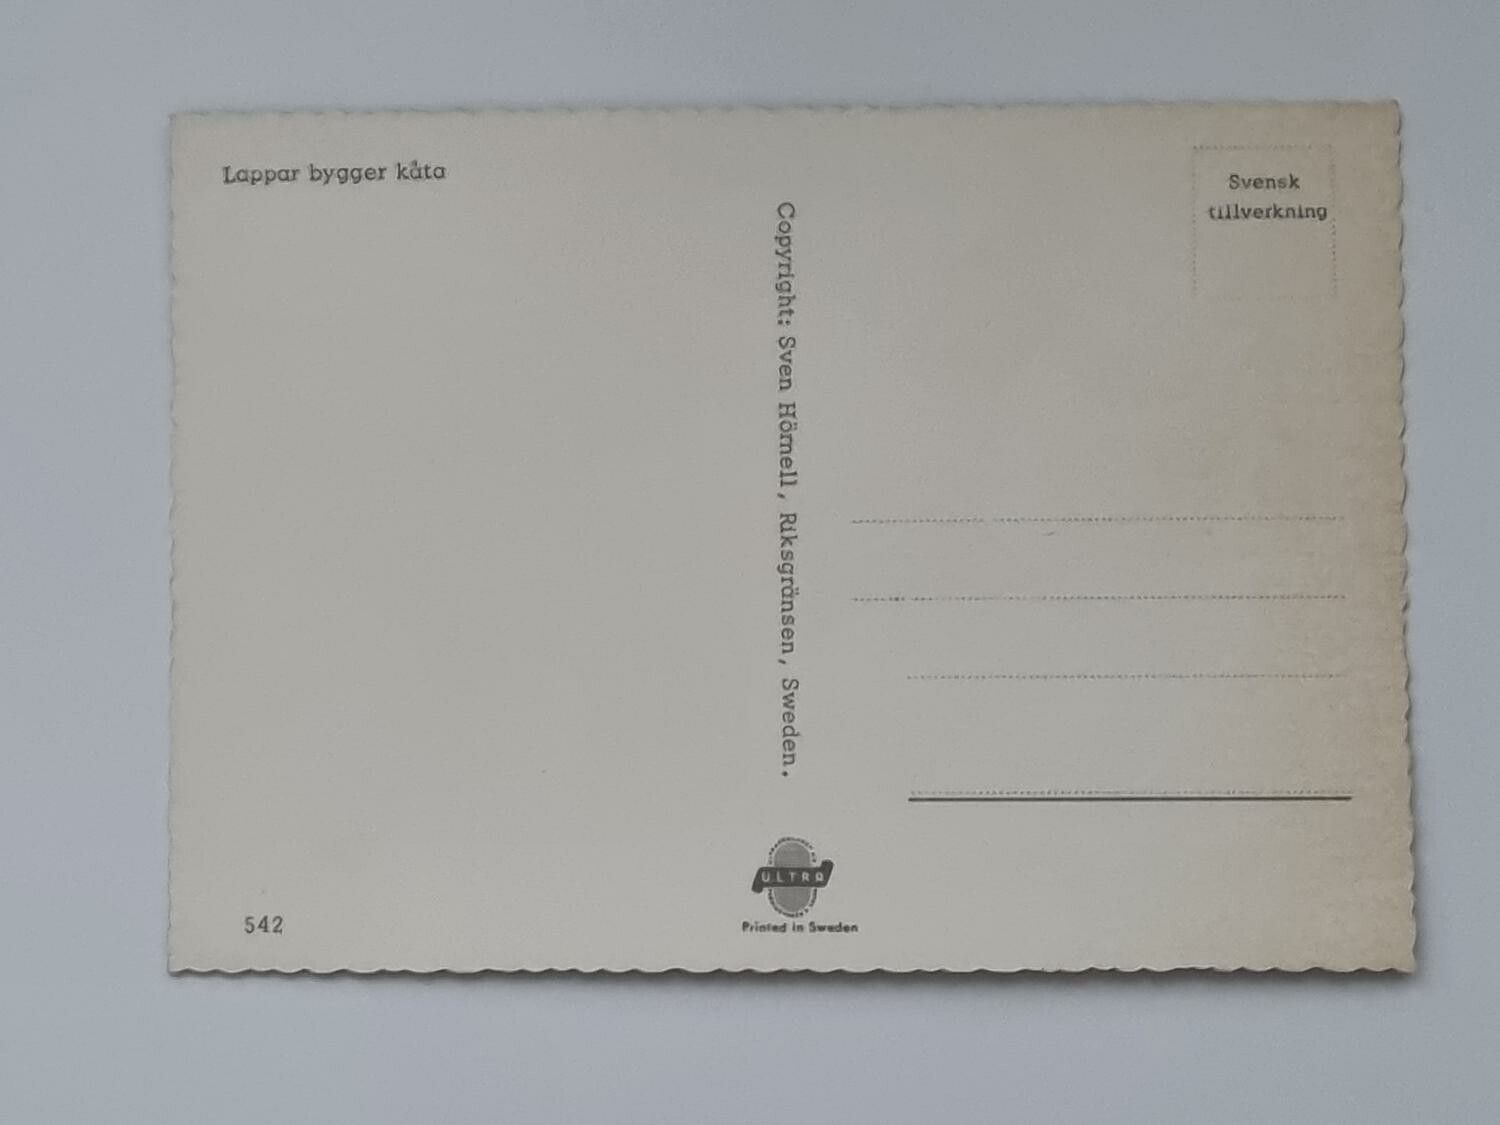 Lappar bygger kåta
Svensk
tillverkning
Copyright: Sven Hörnell, Riksgränsen, Sweden.
ULTRA
Printed in Sweden
542